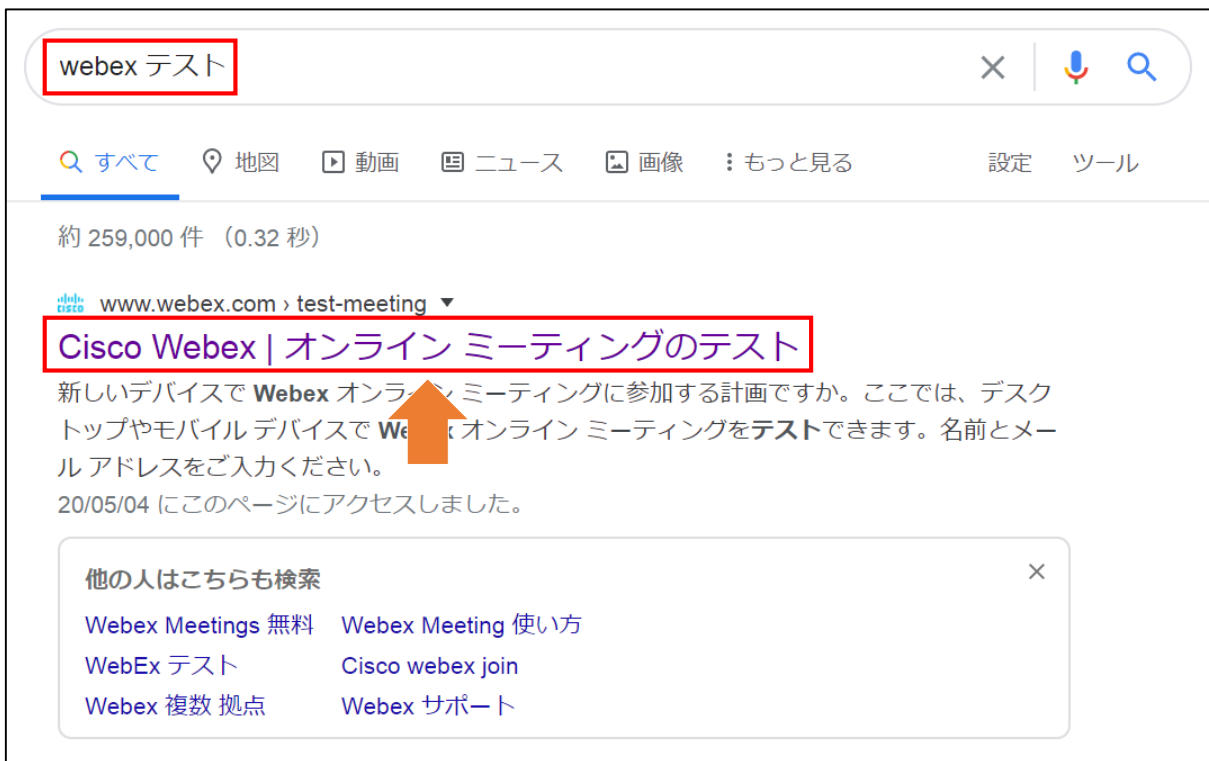 webex テスト
すべて 地図 動画 ニュース 画像 もっと見る 設定 ツール
約 259,000 件 （0.32 秒）
CISCO www.webex.com › test-meeting
Cisco Webex | オンライン ミーティングのテスト
新しいデバイスで Webex オンライン ミーティングに参加する計画ですか。ここでは、デスク
トップやモバイル デバイスで We x オンライン ミーティングをテストできます。名前とメー
ル アドレスをご入力ください。
20/05/04 にこのページにアクセスしました。
他の人はこちらも検索
Webex Meetings 無料 Webex Meeting 使い方
WebEx テスト Cisco webex join
Webex 複数 拠点 Webex サポート